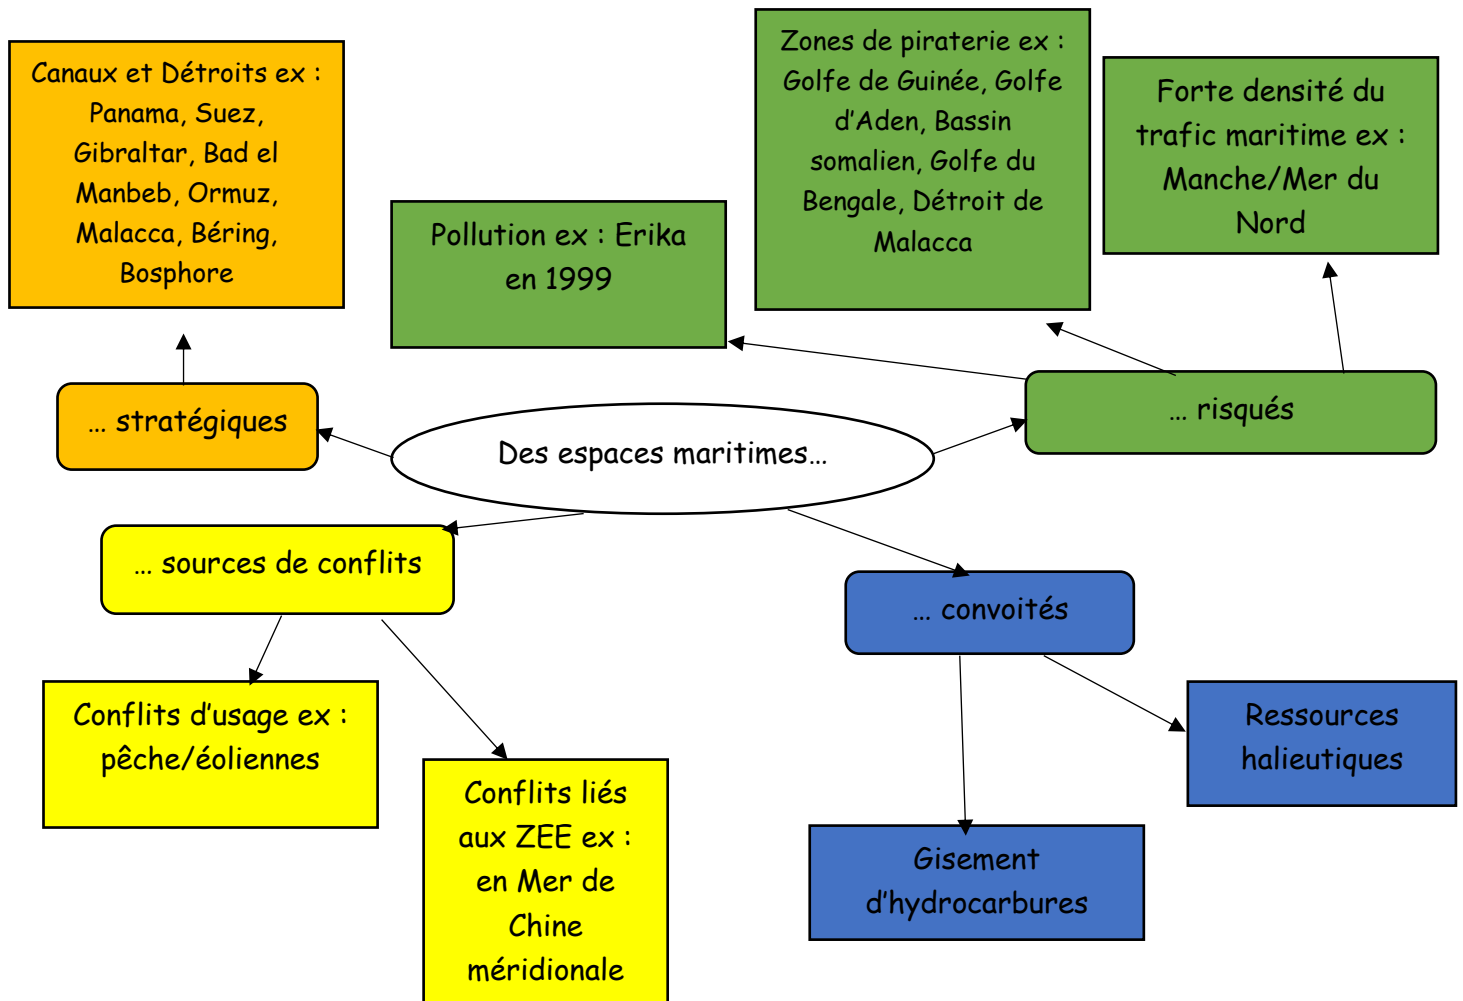 Canaux et Détroits ex :
Panama, Suez,
Gibraltar, Bad el
Manbeb, Ormuz,
Malacca, Béring,
Bosphore
Pollution ex : Erika
en 1999
Zones de piraterie ex :
Golfe de Guinée, Golfe
d’Aden, Bassin
somalien, Golfe du
Bengale, Détroit de
Malacca
Forte densité du
trafic maritime ex :
Manche/Mer du
Nord
… stratégiques
… risqués
Des espaces maritimes…
… sources de conflits
… convoités
Conflits d’usage ex :
pêche/éoliennes
Conflits liés
aux ZEE ex :
en Mer de
Chine
méridionale
Gisement
d’hydrocarbures
Ressources
halieutiques